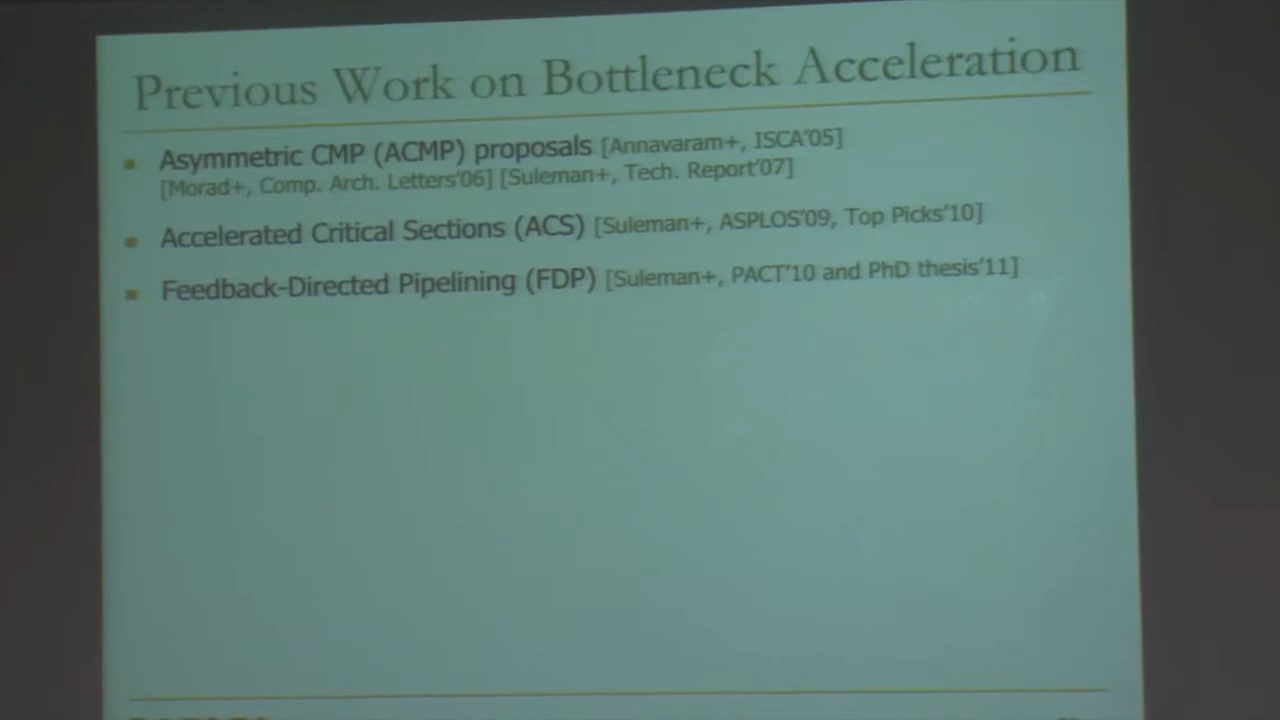 Previous Work on Bottleneck Acceleration
Asymmetric CMP (ACMP) proposals [Annavaram+, ISCA'05]
[Morad+, Comp. Arch. Letters'06] [Suleman+, Tech. Report'07]
Accelerated Critical Sections (ACS) [Suleman+, ASPLOS'09, Top Picks'10]
Feedback-Directed Pipelining (FDP) [Suleman+, PACT'10 and PhD thesis'11]